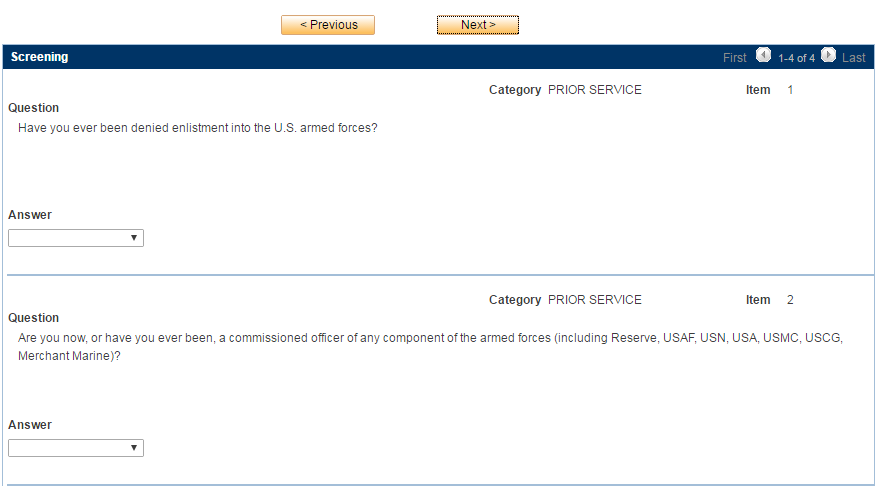 < Previous
Next >
Screening
First 1-4 of 4 Last
Category PRIOR SERVICE Item 1
Question
Have you ever been denied enlistment into the U.S. armed forces?
Answer
Category PRIOR SERVICE Item 2
Question
Are you now, or have you ever been, a commissioned officer of any component of the armed forces (including Reserve, USAF, USN, USA, USMC, USCG,
Merchant Marine)?
Answer